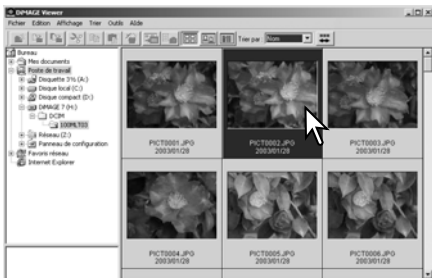 DiMAGE Viewer
Fichier Edition Affichage Trier Outils Aide
Trier par Nom
Bureau
Mes documents
Poste de travail
Disquette 3½ (A:)
Disque local (C:)
Disque compact (D:)
DiMAGE 7 (H:)
DCIM
100MLT03
Réseau (Z:)
Panneau de configuration
Favoris réseau
Internet Explorer
PICT0001.JPG
2003/01/28
PICT0002.JPG
2003/01/28
PICT0003.JPG
2003/01/28
PICT0004.JPG
2003/01/28
PICT0005.JPG
2003/01/28
PICT0006.JPG
2003/01/28